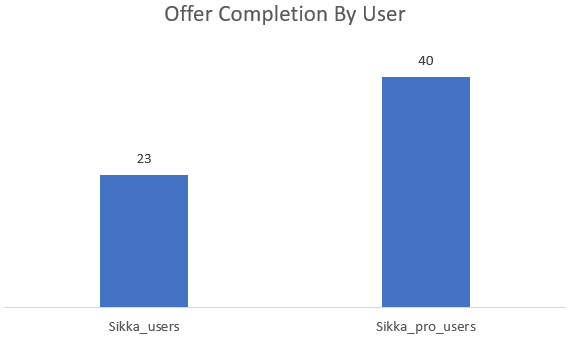 Offer Completion By User
40
23
Sikka_users
Sikka_pro_users